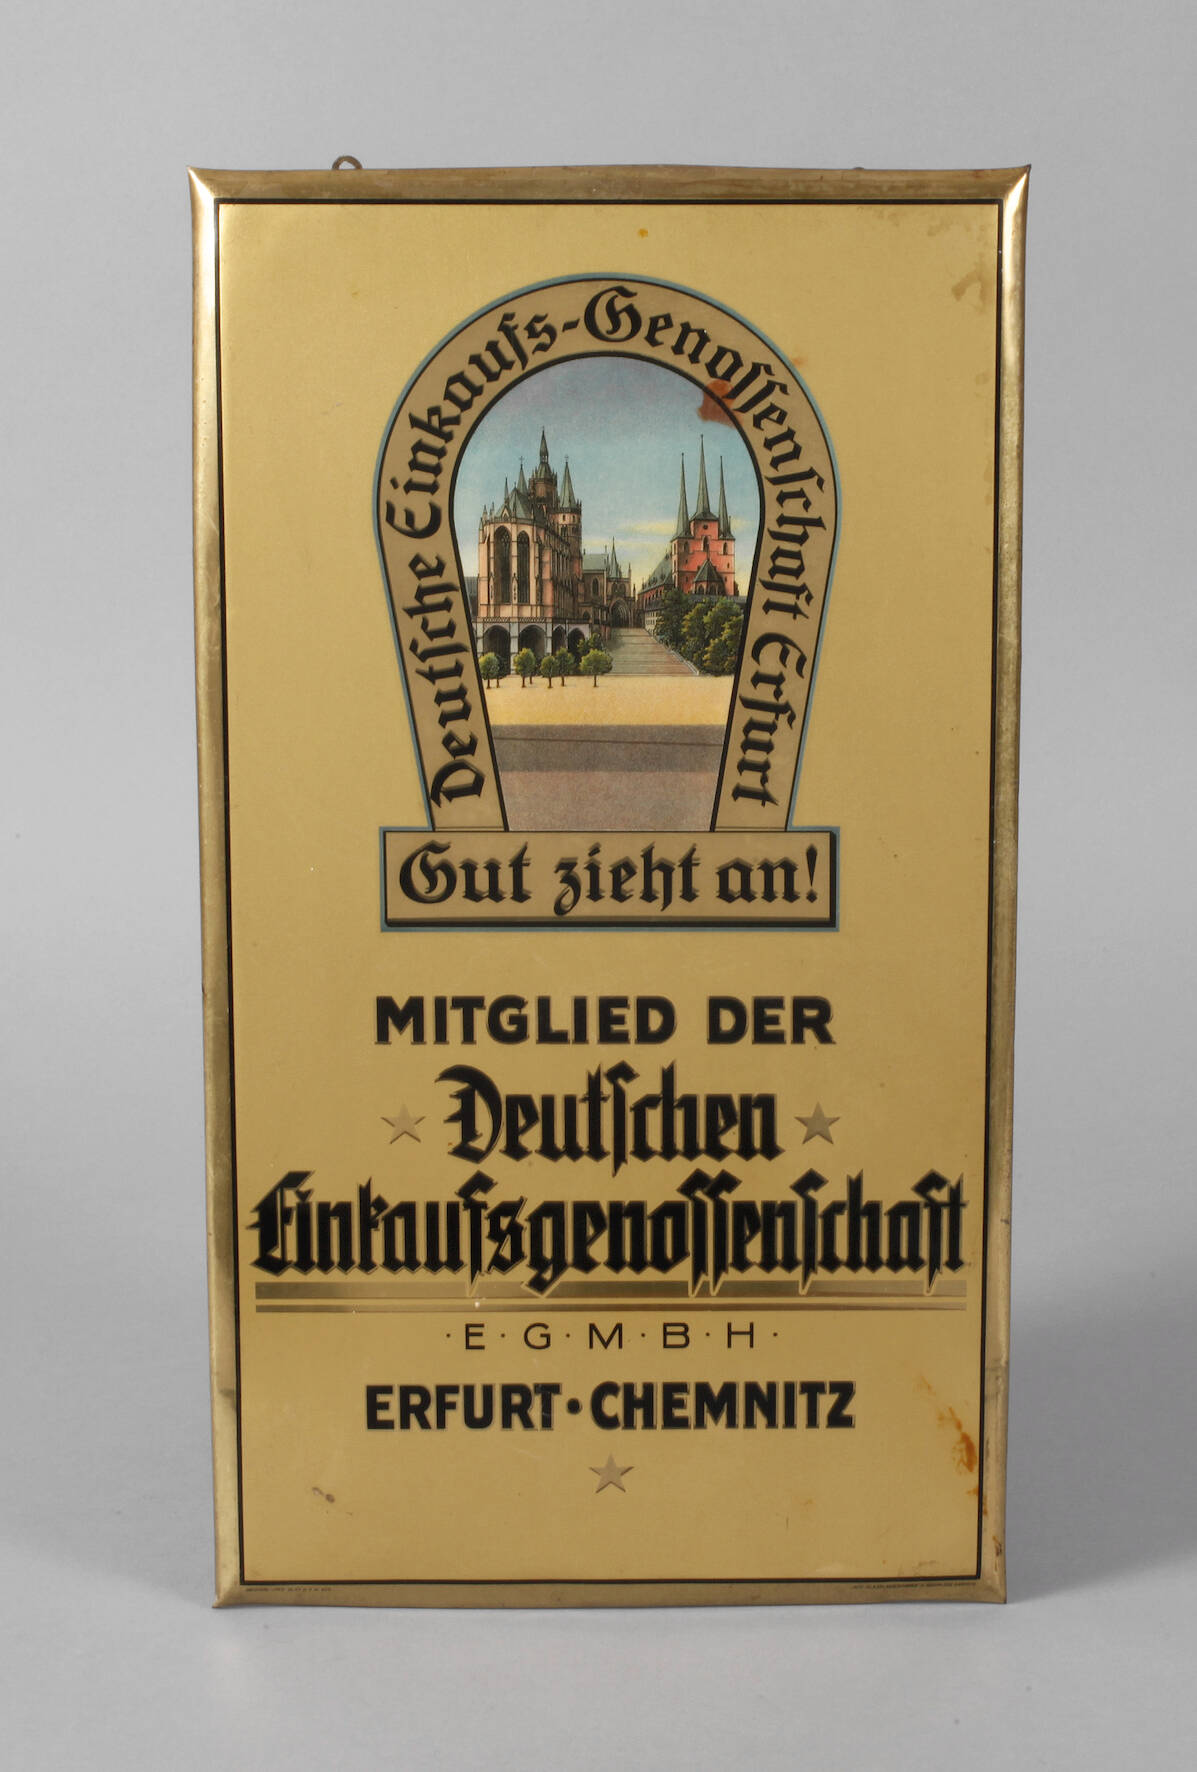 Deutsche Einkaufs-Genossenschaft Erfurt
Gut zieht an!
MITGLIED DER
Deutschen
Einkaufsgenossenschaft
·E·G·M·B·H·
ERFURT·CHEMNITZ